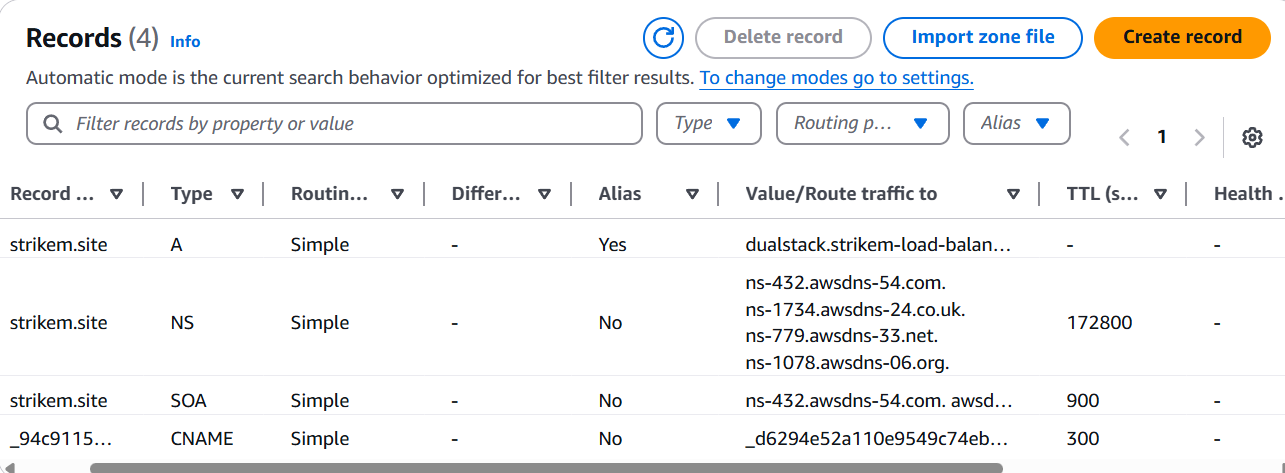 Records (4) Info
Delete record
Import zone file
Create record
Automatic mode is the current search behavior optimized for best filter results. To change modes go to settings.
Filter records by property or value
Type
Routing p...
Alias
1
Record ... Type Routin... Differ... Alias Value/Route traffic to TTL (s... Health .
strikem.site A Simple - Yes dualstack.strikem-load-balan... - -
ns-432.awsdns-54.com.
ns-1734.awsdns-24.co.uk.
strikem.site NS Simple - No 172800 -
ns-779.awsdns-33.net.
ns-1078.awsdns-06.org.
strikem.site SOA Simple - No ns-432.awsdns-54.com. awsd... 900 -
_94c9115... CNAME Simple - No _d6294e52a110e9549c74eb... 300 -